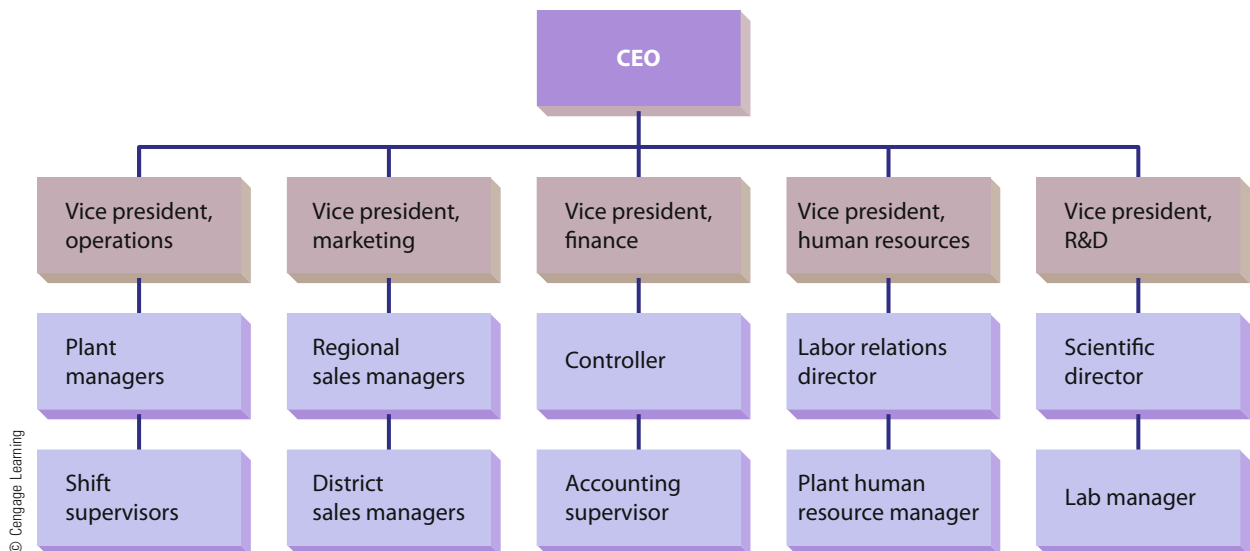 CEO
Vice president,
operations
Vice president,
marketing
Vice president,
finance
Vice president,
human resources
Vice president,
R&D
Plant
managers
Regional
sales managers
Controller
Labor relations
director
Scientific
director
Shift
supervisors
District
sales managers
Accounting
supervisor
Plant human
resource manager
Lab manager
© Cengage Learning